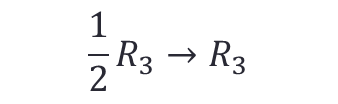 1/2 R₃ → R₃